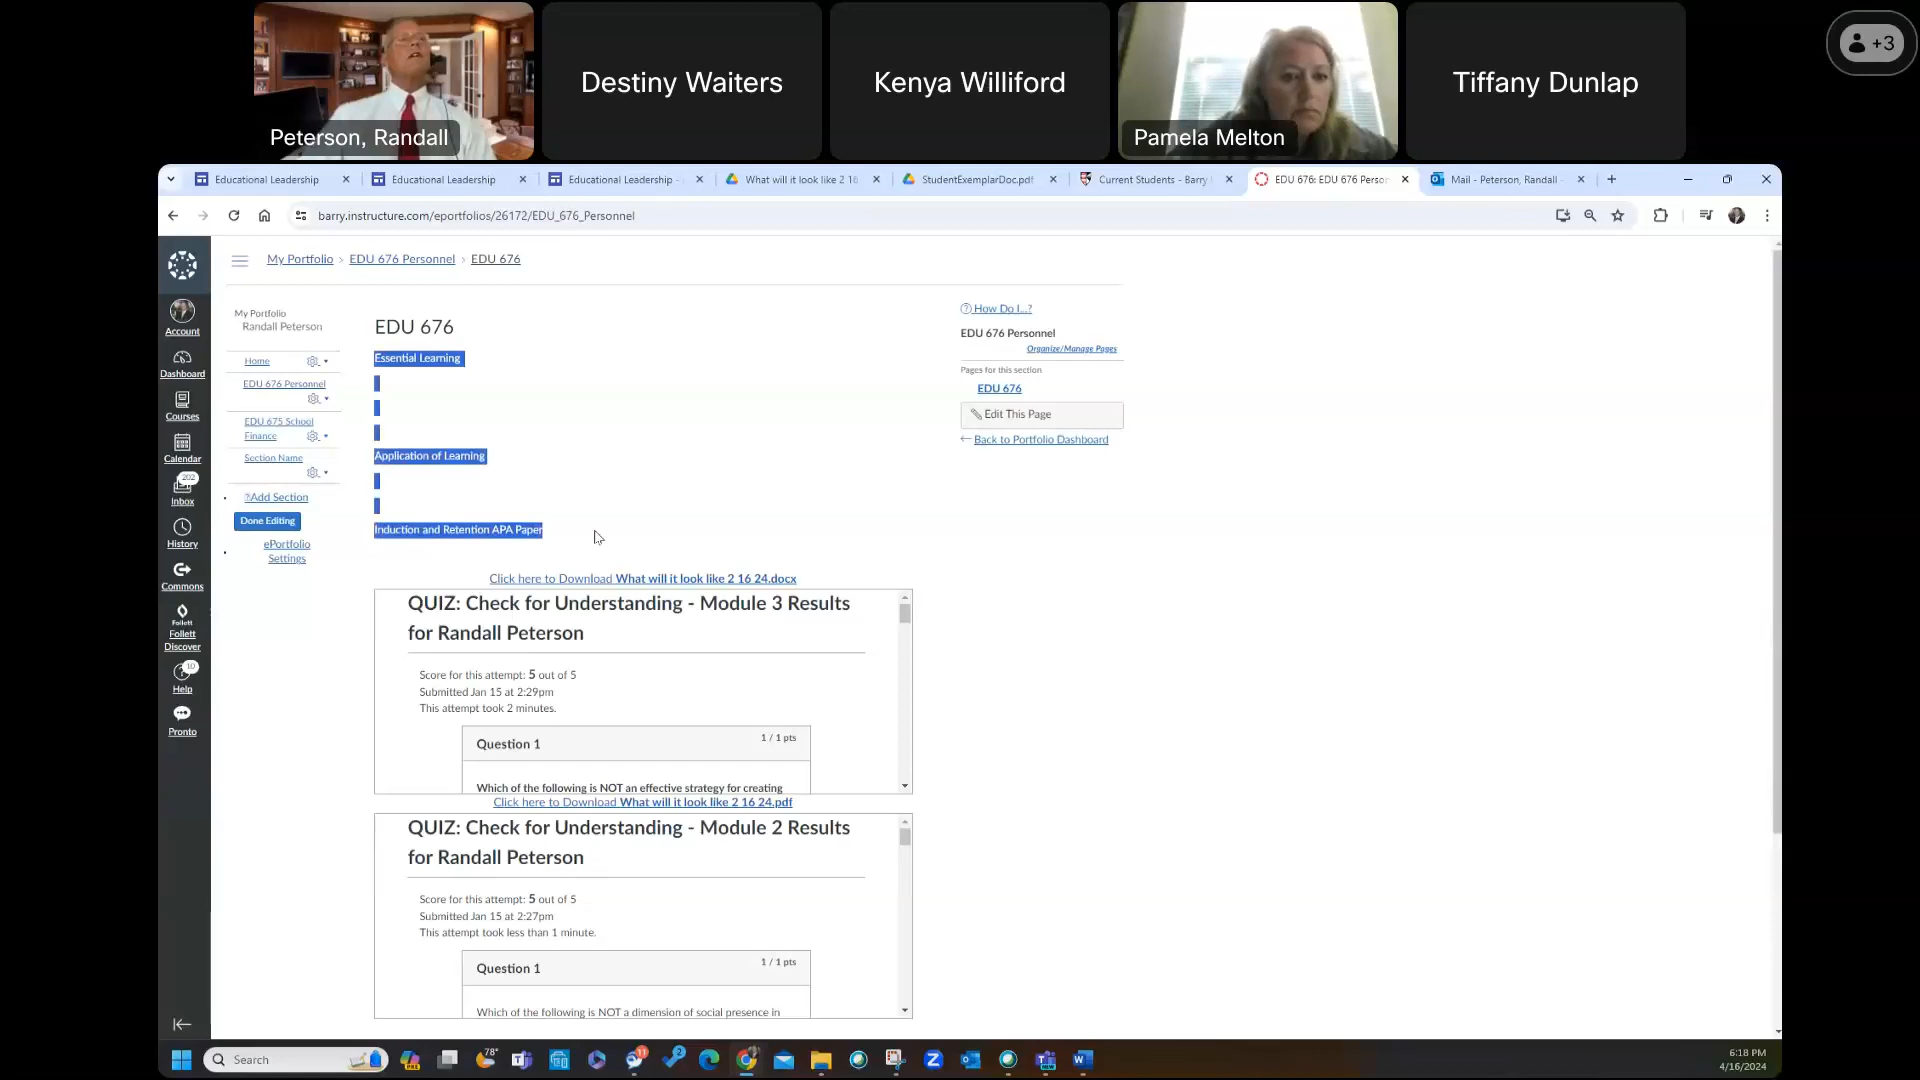 Peterson, Randall
Destiny Waiters
Kenya Williford
Pamela Melton
Tiffany Dunlap
+3
Educational Leadership
Educational Leadership
Educational Leadership -
What will it look like 2 16
StudentExemplarDoc.pdf
Current Students - Barry
EDU 676: EDU 676 Perso
Mail - Peterson, Randall -
barry.instructure.com/eportfolios/26172/EDU_676_Personnel
My Portfolio > EDU 676 Personnel > EDU 676
Account
Dashboard
Courses
Calendar
202
Inbox
History
Commons
Follett
Follett
Discover
10
Help
Pronto
My Portfolio
Randall Peterson
Home
EDU 676 Personnel
EDU 675 School
Finance
Section Name
?Add Section
Done Editing
ePortfolio
Settings
EDU 676
Essential Learning
Application of Learning
Induction and Retention APA Paper
Click here to Download What will it look like 2 16 24.docx
QUIZ: Check for Understanding - Module 3 Results
for Randall Peterson
Score for this attempt: 5 out of 5
Submitted Jan 15 at 2:29pm
This attempt took 2 minutes.
Question 1
1 / 1 pts
Which of the following is NOT an effective strategy for creating
Click here to Download What will it look like 2 16 24.pdf
QUIZ: Check for Understanding - Module 2 Results
for Randall Peterson
Score for this attempt: 5 out of 5
Submitted Jan 15 at 2:27pm
This attempt took less than 1 minute.
Question 1
1 / 1 pts
Which of the following is NOT a dimension of social presence in
How Do I...?
EDU 676 Personnel
Organize/Manage Pages
Pages for this section
EDU 676
Edit This Page
Back to Portfolio Dashboard
Search
78°
11
2
6:18 PM
4/16/2024